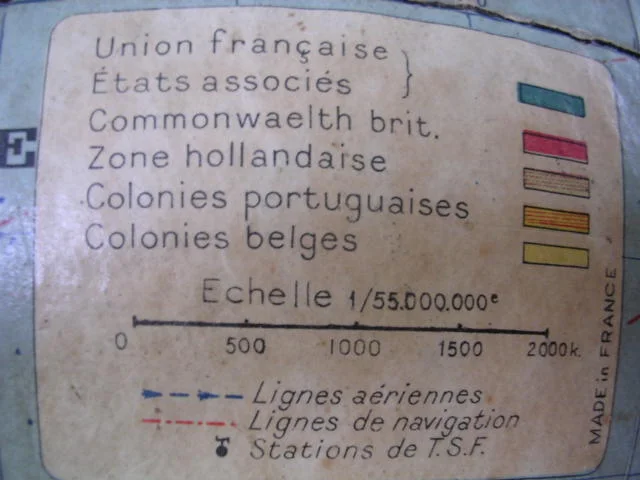 Union française
États associés
Commonwaelth brit.
Zone hollandaise
Colonies portuguaises
Colonies belges
Echelle 1/55.000.000e
0 500 1000 1500 2000k.
Lignes aériennes
Lignes de navigation
Stations de T.S.F.
MADE in FRANCE